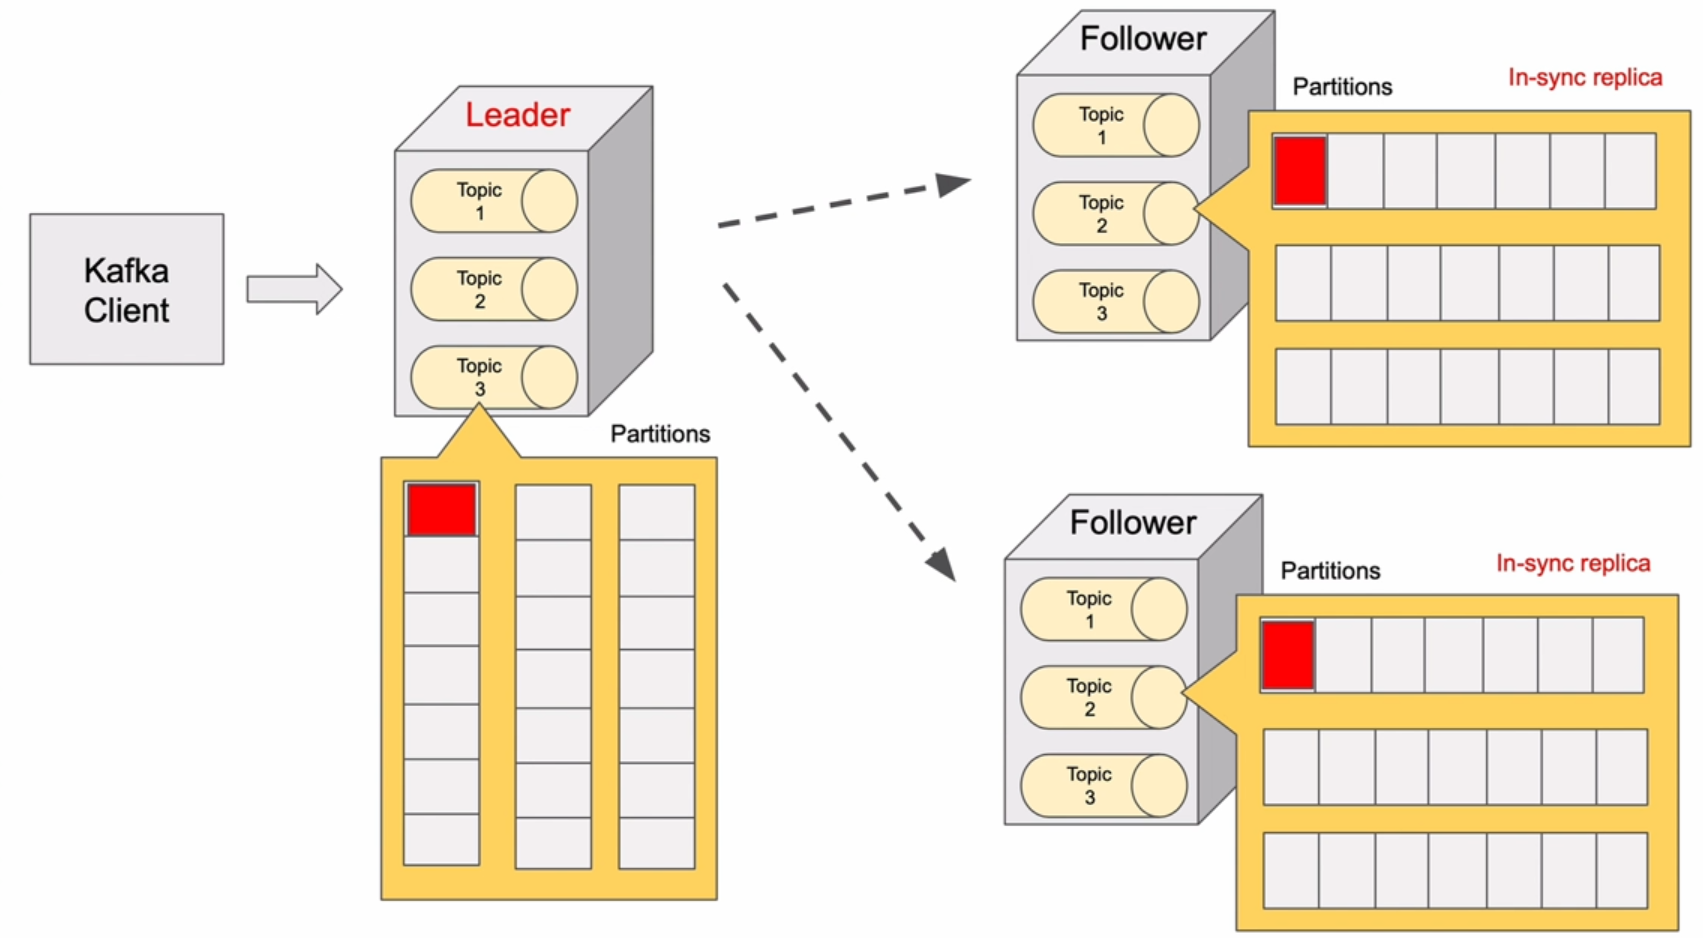 Kafka
Client
Leader
Topic
1
Topic
2
Topic
3
Partitions
Follower
Topic
1
Topic
2
Topic
3
Partitions
In-sync replica
Follower
Topic
1
Topic
2
Topic
3
Partitions
In-sync replica